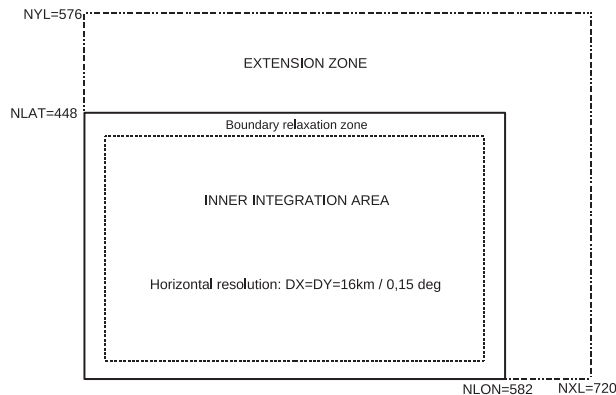 NYL=576
EXTENSION ZONE
NLAT=448
Boundary relaxation zone
INNER INTEGRATION AREA
Horizontal resolution: DX=DY=16km / 0,15 deg
NLON=582
NXL=720